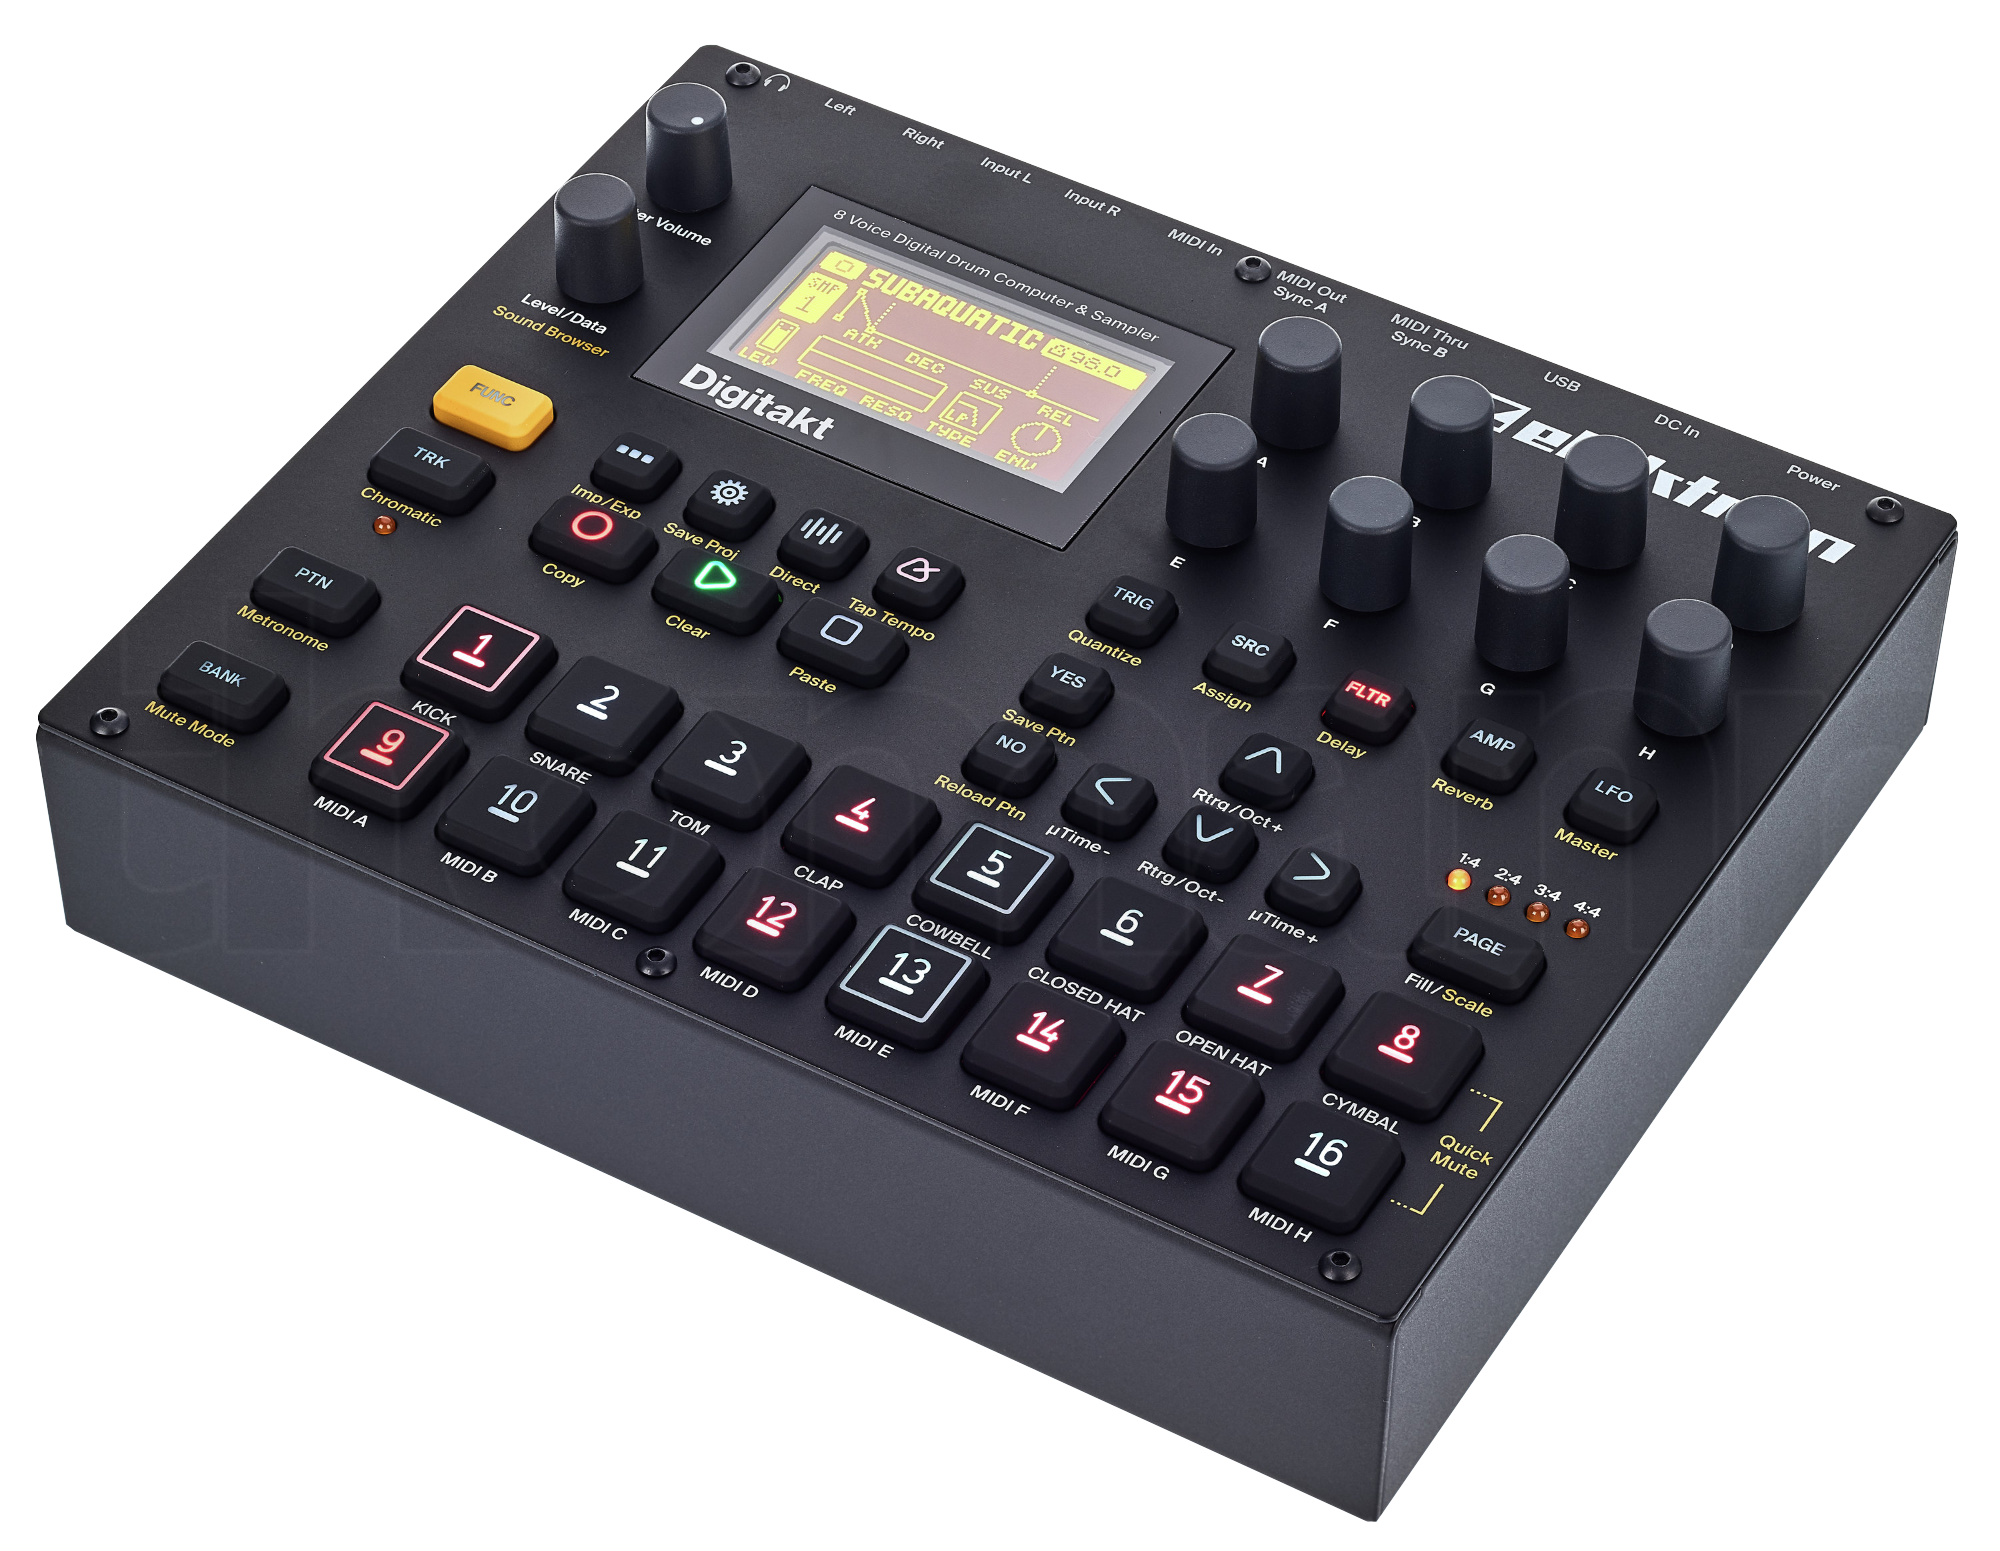 Left
Right
Input L
Input R
MIDI In
MIDI Out
Sync A
MIDI Thru
Sync B
USB
DC In
Power
er Volume
Level/Data
Sound Browser
8 Voice Digital Drum Computer & Sampler
SUBAQUATIC
98.0
SMP
1
ATK
DEC
SUS
REL
LEV
FREQ
RESO
TYPE
ENV
Digitakt
A
E
F
C
G
H
FUNC
TRK
Chromatic
PTN
Metronome
BANK
Mute Mode
Imp/Exp
Save Proj
Direct
Tap Tempo
Copy
Clear
Paste
TRIG
Quantize
SRC
Assign
FLTR
Delay
AMP
Reverb
LFO
Master
YES
Save Ptn
NO
Reload Ptn
µTime-
Rtrg/Oct+
Rtrg/Oct-
µTime+
1:4
2:4
3:4
4:4
PAGE
Fill/Scale
1
KICK
2
SNARE
3
TOM
4
CLAP
5
COWBELL
6
CLOSED HAT
7
OPEN HAT
8
CYMBAL
9
MIDI A
10
MIDI B
11
MIDI C
12
MIDI D
13
MIDI E
14
MIDI F
15
MIDI G
16
MIDI H
Quick
Mute